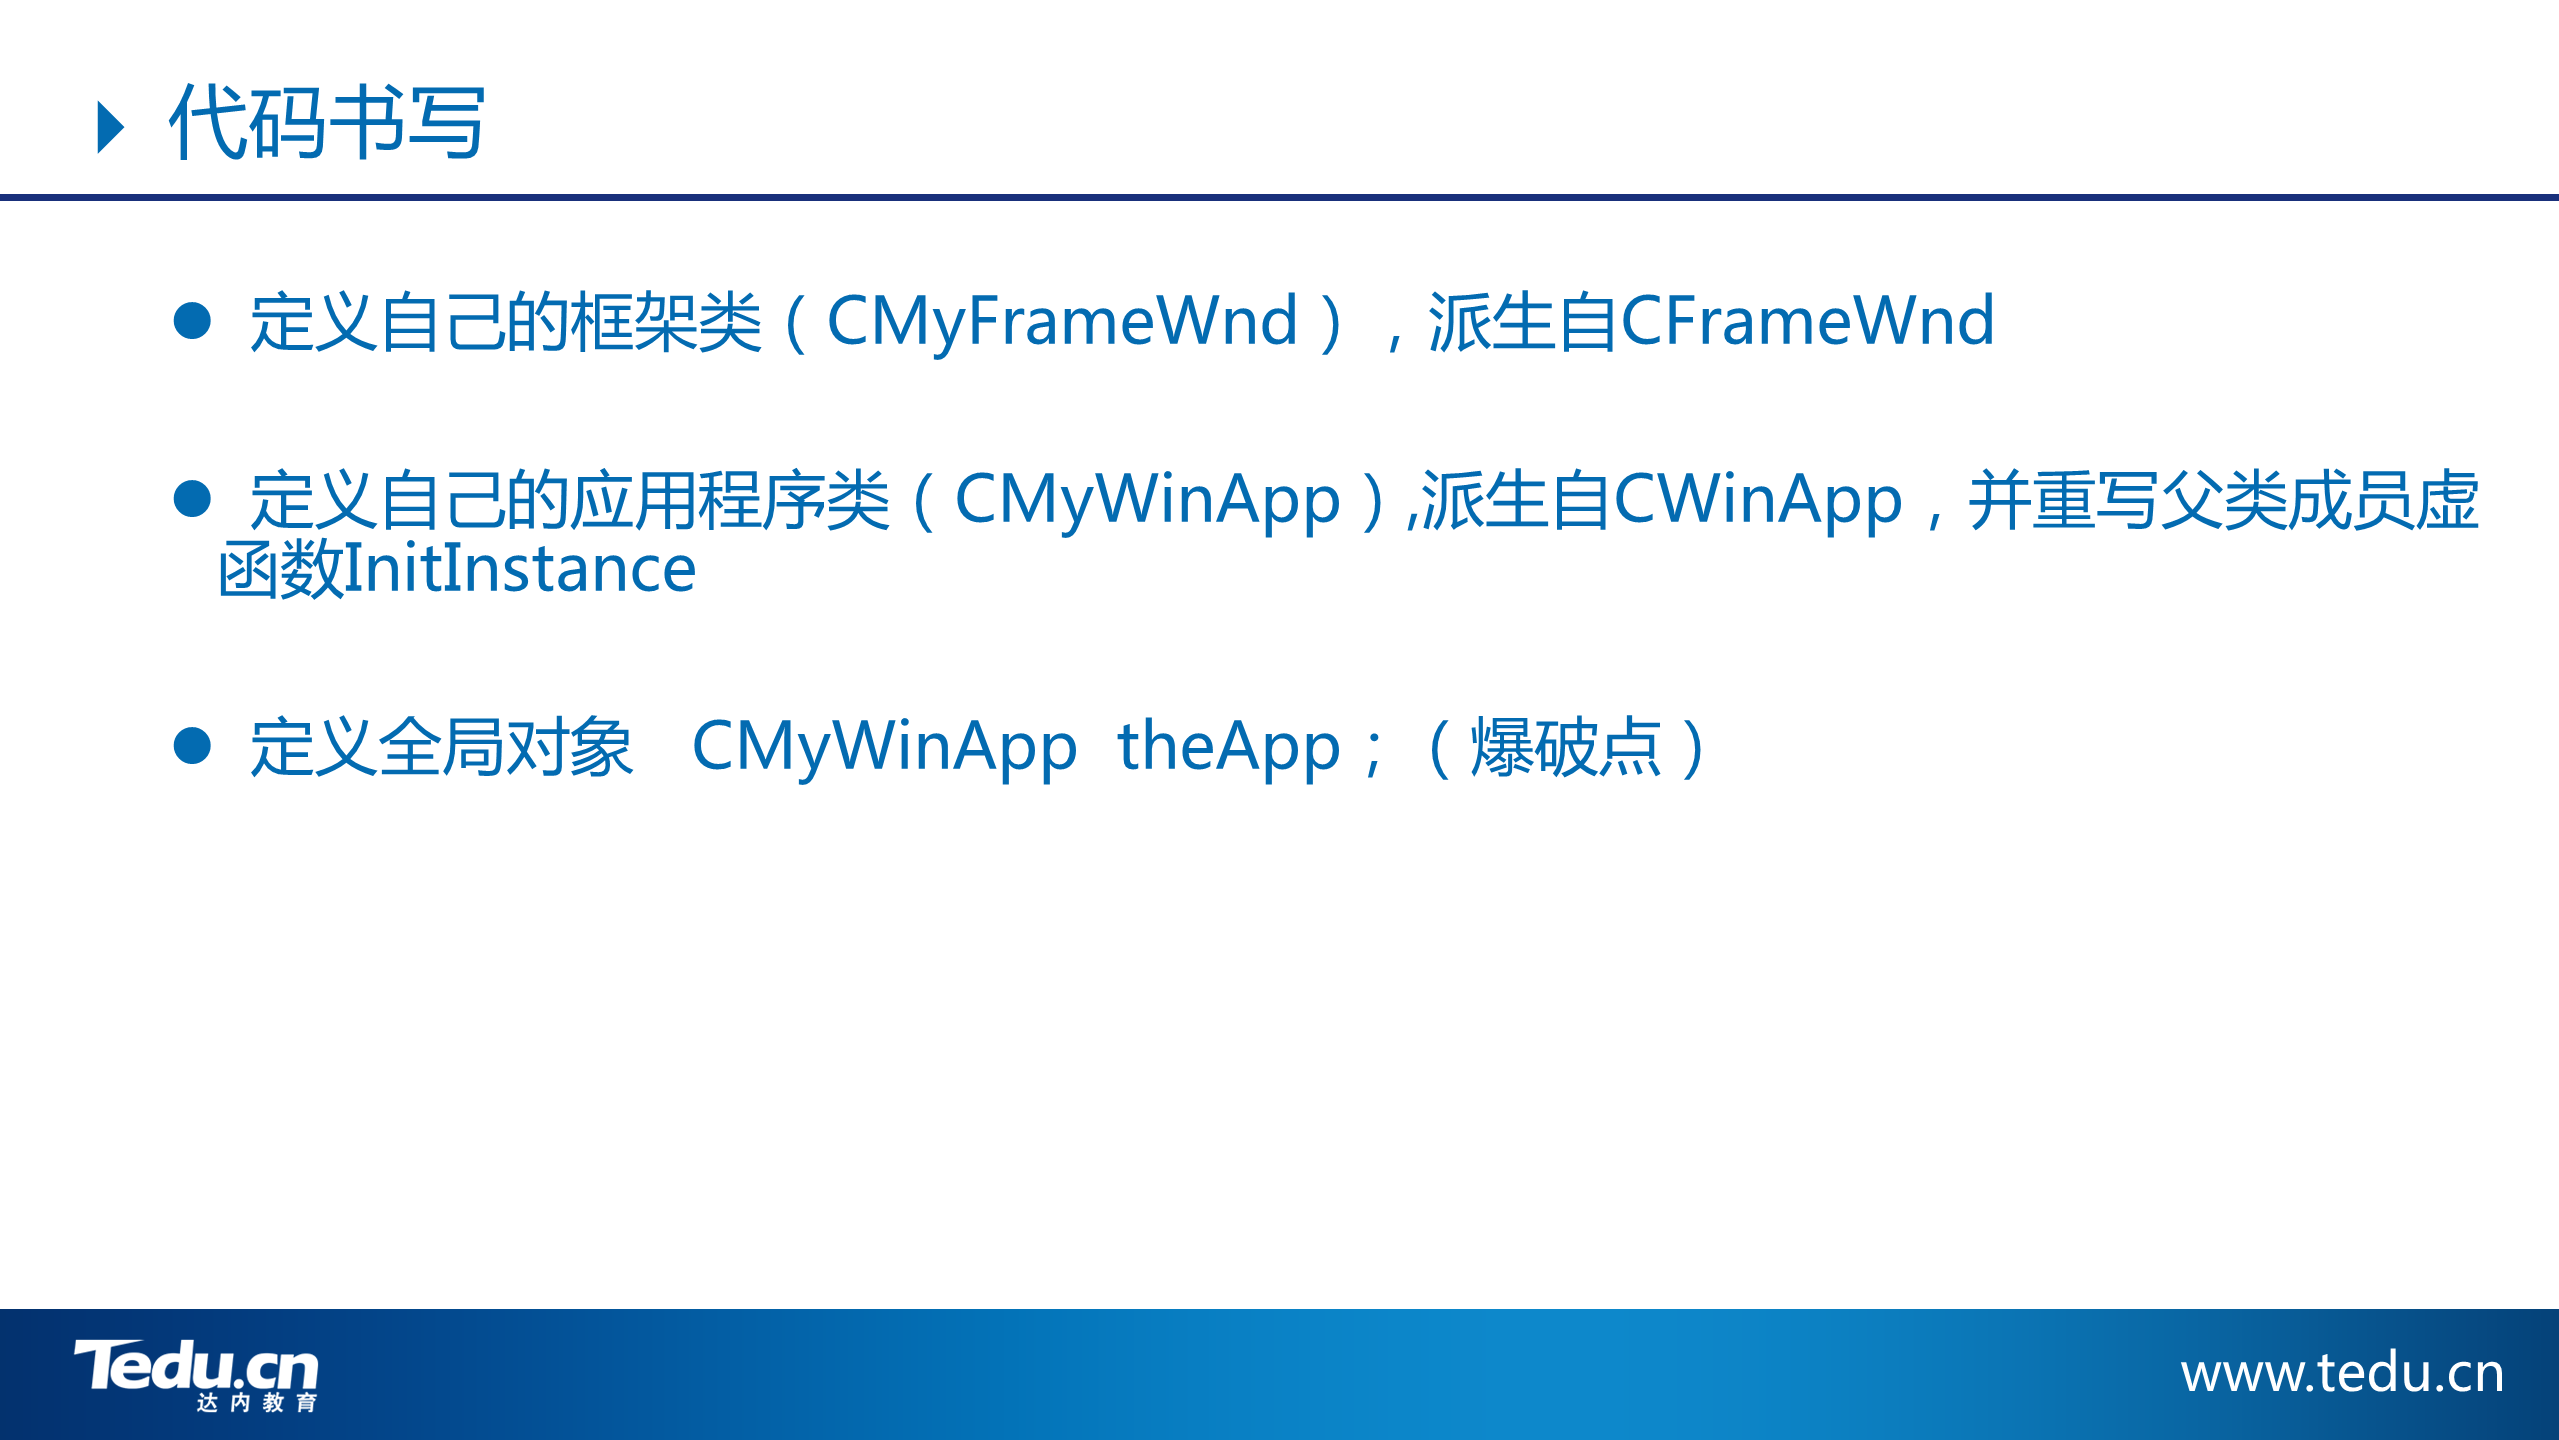 代码书写
定义自己的框架类（CMyFrameWnd），派生自CFrameWnd
定义自己的应用程序类（CMyWinApp）,派生自CWinApp，并重写父类成员虚
函数InitInstance
定义全局对象   CMyWinApp  theApp；（爆破点）
Tedu.cn
达内教育
www.tedu.cn